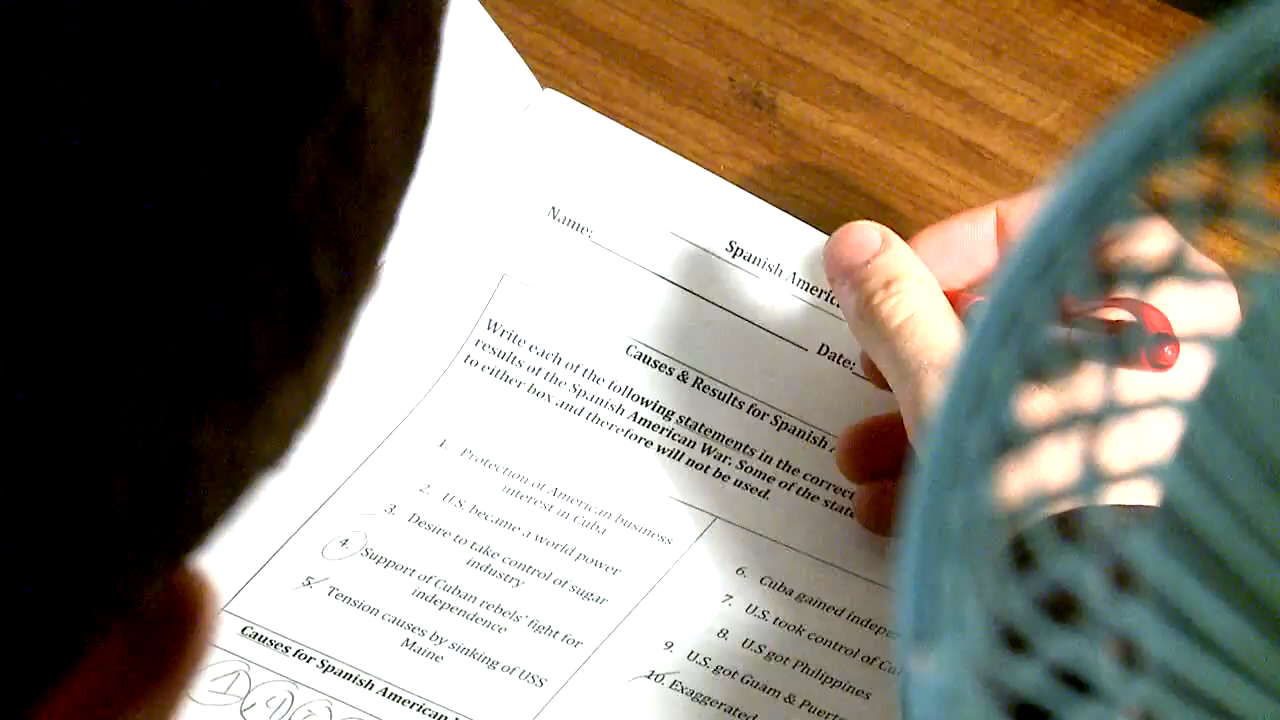 Spanish Americ
Name:
Date:
Causes & Results for Spanish
Write each of the following statements in the correct
results of the Spanish American War. Some of the state
to either box and therefore will not be used.
1. Protection of American business
interest in Cuba
2. U.S. became a world power
3. Desire to take control of sugar
industry
4. Support of Cuban rebels' fight for
independence
5. Tension causes by sinking of USS
Maine
6. Cuba gained indepe
7. U.S. took control of Cu
8. U.S got Philippines
9. U.S. got Guam & Puert
10. Exaggerated
Causes for Spanish American
1 4